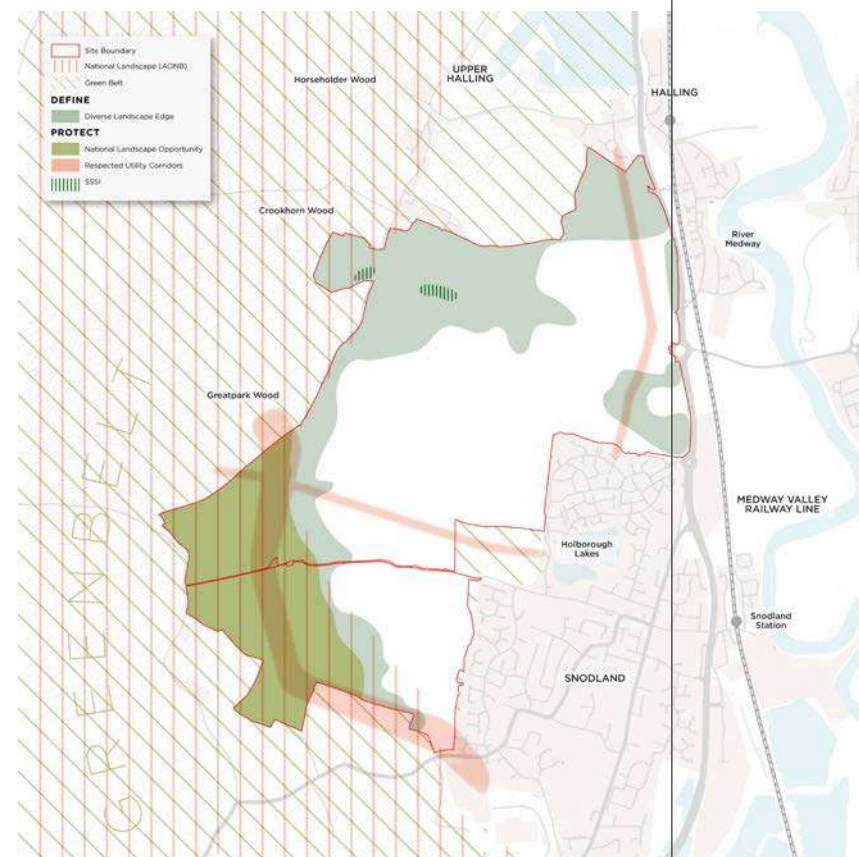 Site Boundary
National Landscape (AONB)
Green Belt
DEFINE
Diverse Landscape Edge
PROTECT
National Landscape Opportunity
Respected Utility Corridors
SSSI
Horseholder Wood
UPPER
HALLING
HALLING
Crookhorn Wood
River
Medway
Greatpark Wood
GREENBELT
MEDWAY VALLEY
RAILWAY LINE
Holborough
Lakes
Snodland
Station
SNODLAND